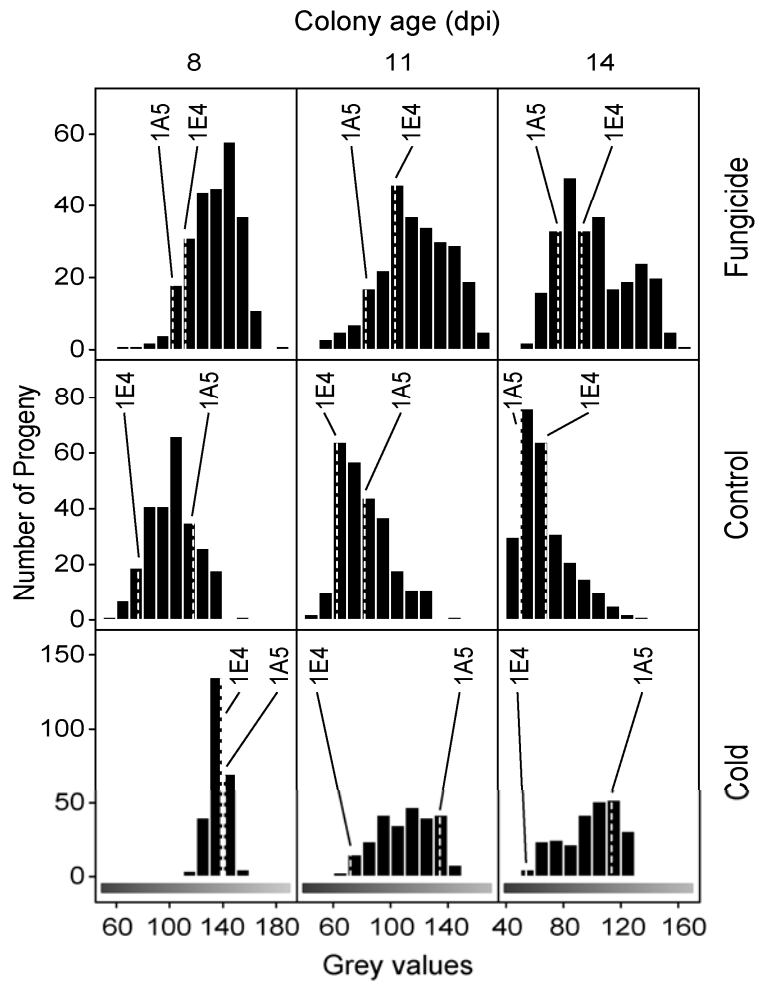 Colony age (dpi)
8 11 14
1A5 1E4 1A5 1E4 1A5 1E4
60
40
20
0
Fungicide
1E4 1A5 1E4 1A5 1A5 1E4
80
60
40
20
0
Control
Number of Progeny
1E4 1A5 1E4 1A5 1E4 1A5
150
100
50
0
Cold
60 100 140 180 60 100 140 40 80 120 160
Grey values